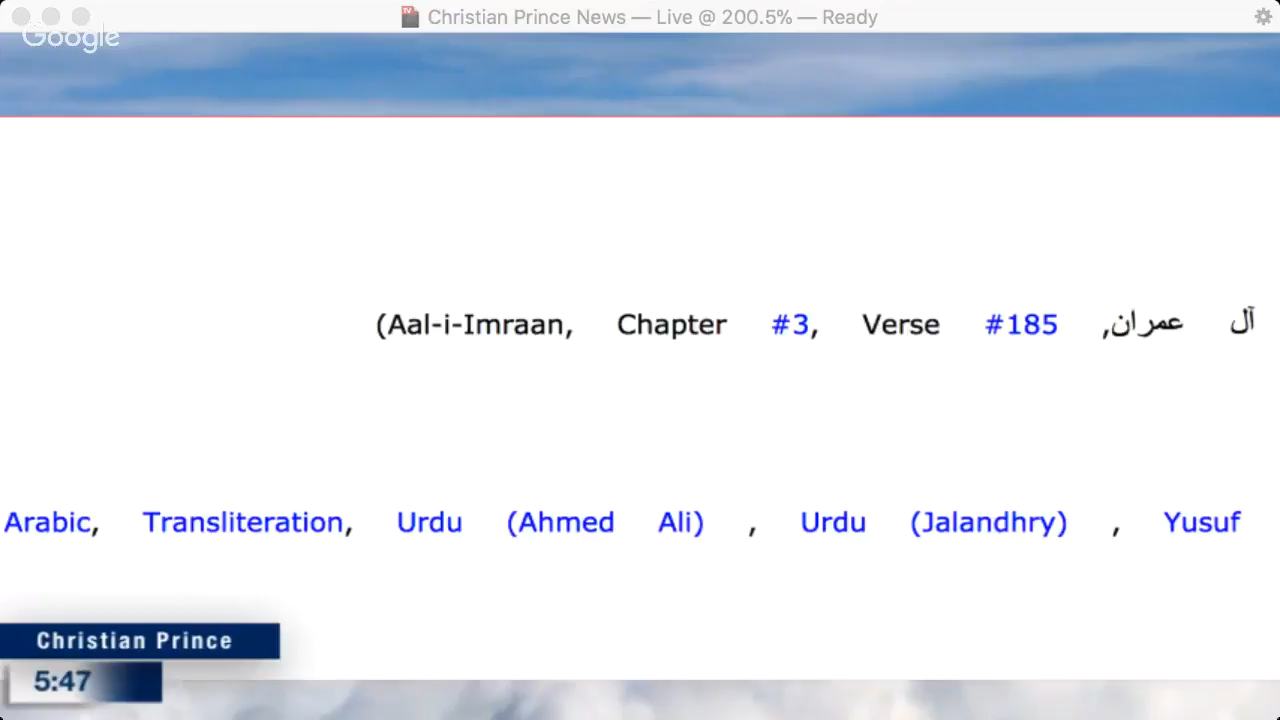 Christian Prince News — Live @ 200.5% — Ready
Google
(Aal-i-Imraan, Chapter #3, Verse #185 آل عمران,
Arabic, Transliteration, Urdu (Ahmed Ali) , Urdu (Jalandhry) , Yusuf
Christian Prince
5:47